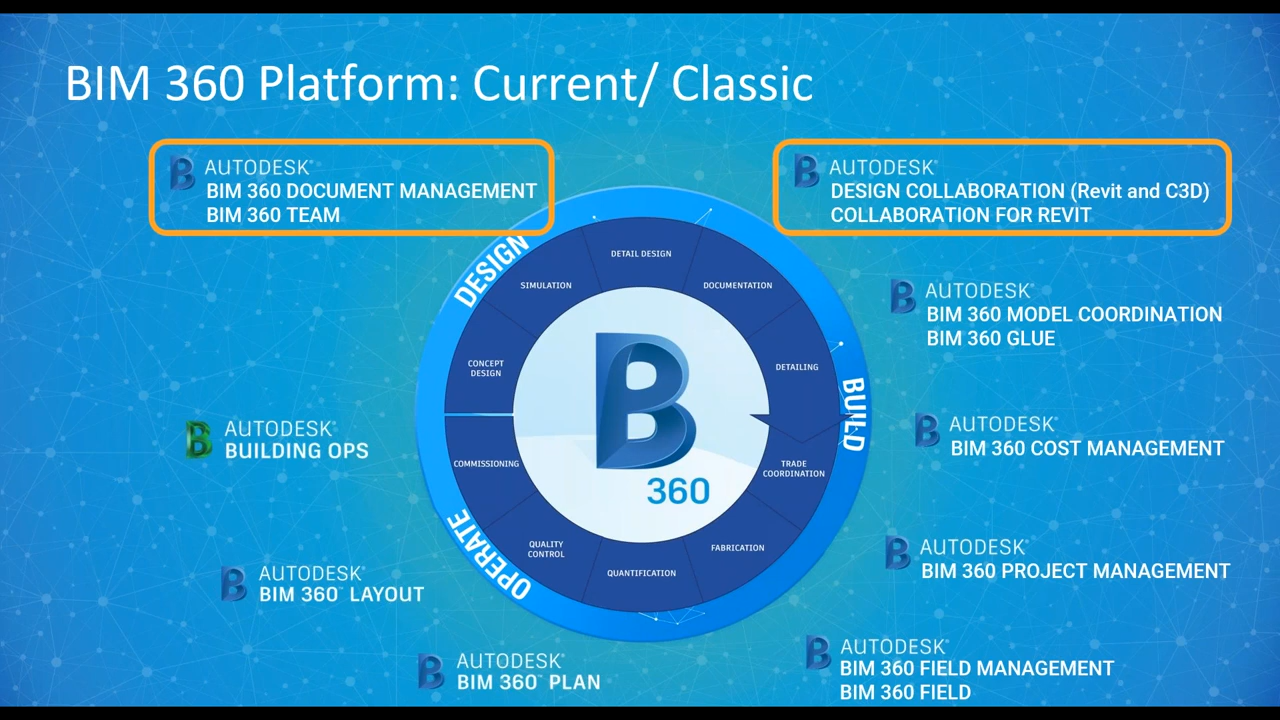 BIM 360 Platform: Current/ Classic
AUTODESK®
BIM 360 DOCUMENT MANAGEMENT
BIM 360 TEAM
AUTODESK®
DESIGN COLLABORATION (Revit and C3D)
COLLABORATION FOR REVIT
DESIGN
DETAIL DESIGN
SIMULATION
DOCUMENTATION
AUTODESK®
BIM 360 MODEL COORDINATION
BIM 360 GLUE
CONCEPT
DESIGN
DETAILING
BUILD
B
360
AUTODESK®
BUILDING OPS
AUTODESK®
BIM 360 COST MANAGEMENT
COMMISSIONING
TRADE
COORDINATION
OPERATE
QUALITY
CONTROL
FABRICATION
QUANTIFICATION
AUTODESK®
BIM 360 PROJECT MANAGEMENT
AUTODESK®
BIM 360™ LAYOUT
AUTODESK®
BIM 360™ PLAN
AUTODESK®
BIM 360 FIELD MANAGEMENT
BIM 360 FIELD